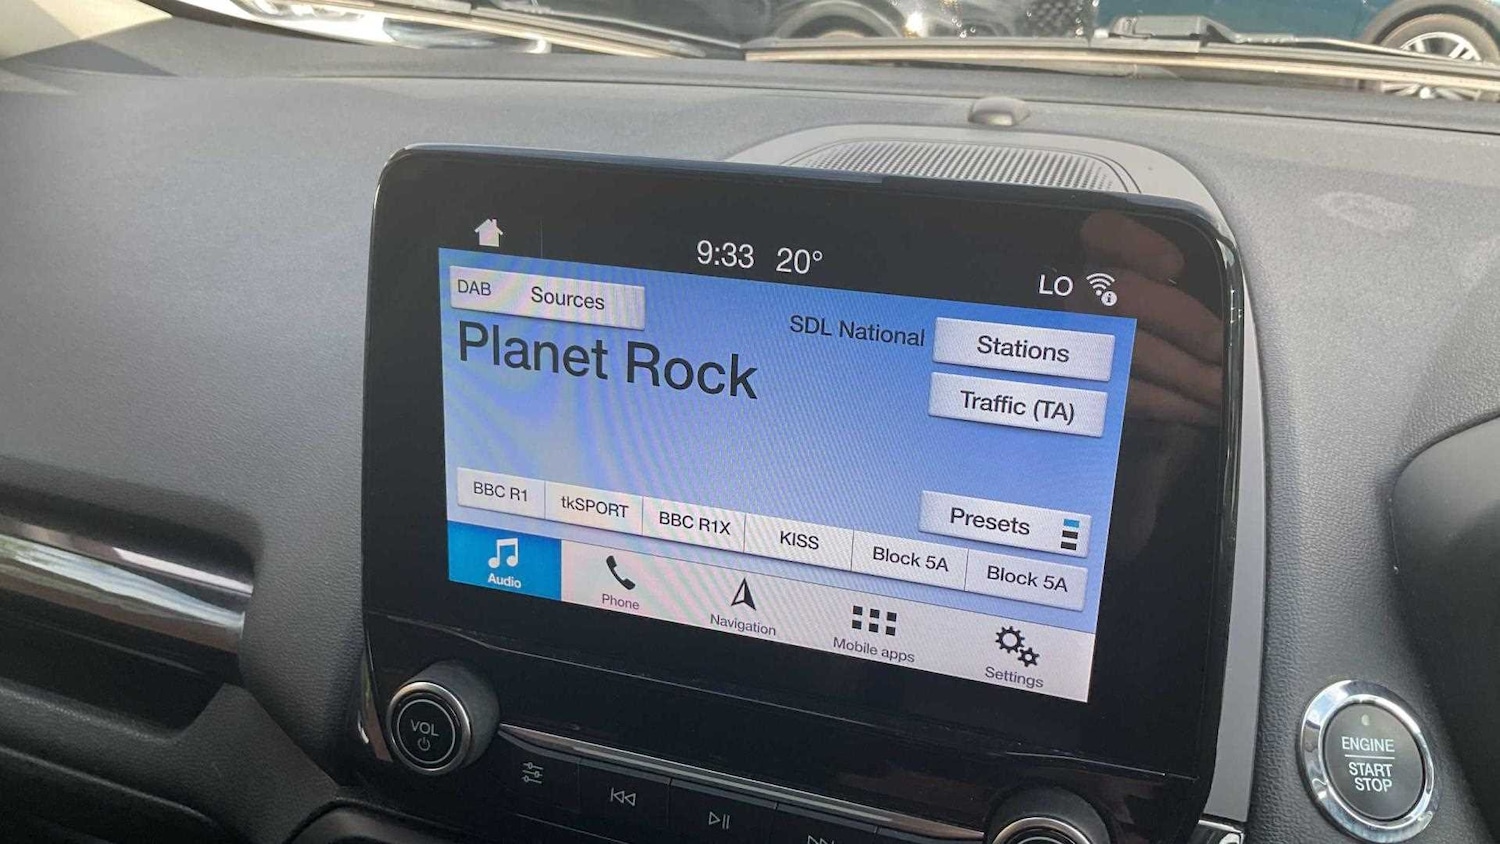 9:33 20°
LO
DAB Sources
SDL National
Stations
Planet Rock
Traffic (TA)
Presets
BBC R1
tkSPORT
BBC R1X
KISS
Block 5A
Block 5A
Audio
Phone
Navigation
Mobile apps
Settings
VOL
ENGINE
START
STOP